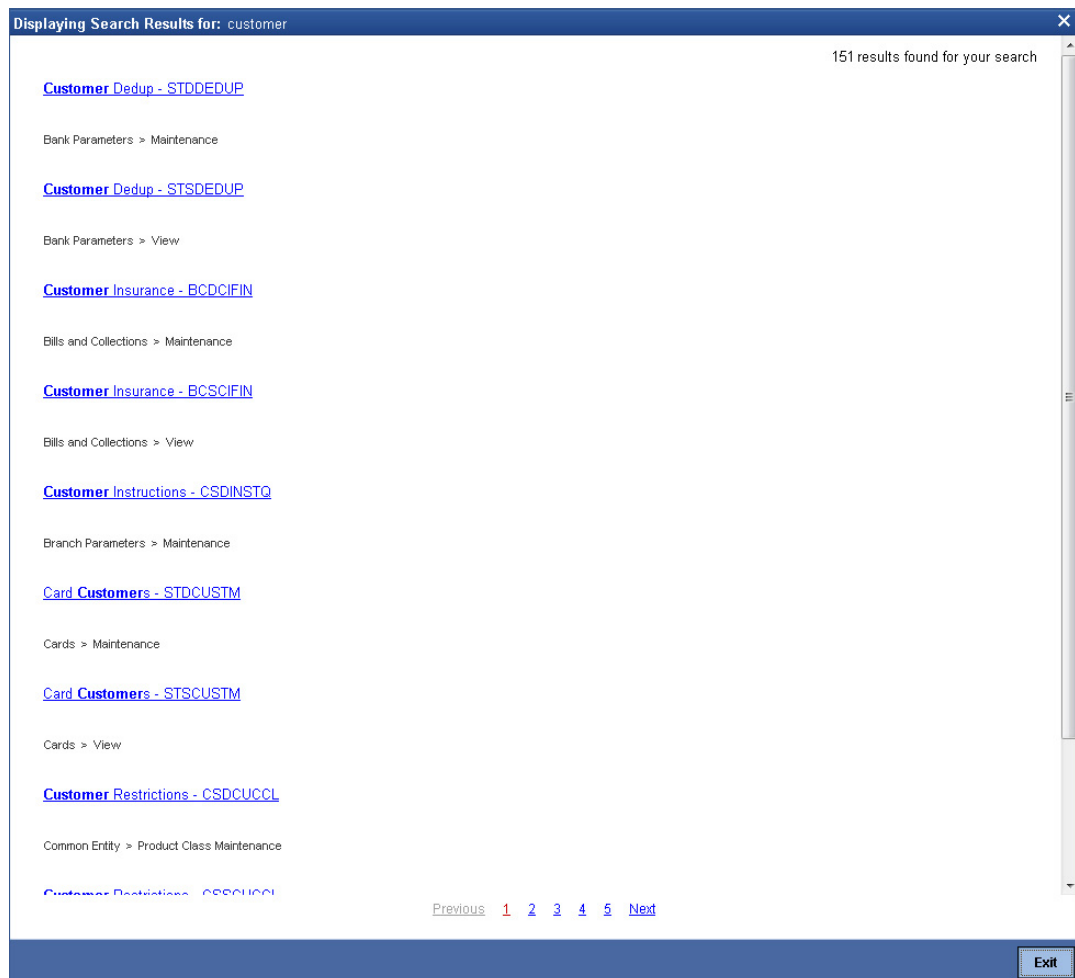 Displaying Search Results for: customer
151 results found for your search
Customer Dedup - STDDEDUP
Bank Parameters > Maintenance
Customer Dedup - STSDEDUP
Bank Parameters > View
Customer Insurance - BCDCIFIN
Bills and Collections > Maintenance
Customer Insurance - BCSCIFIN
Bills and Collections > View
Customer Instructions - CSDINSTQ
Branch Parameters > Maintenance
Card Customers - STDCUSTM
Cards > Maintenance
Card Customers - STSCUSTM
Cards > View
Customer Restrictions - CSDCUCCL
Common Entity > Product Class Maintenance
Customer Restrictions - CSSCUCCL
Previous 1 2 3 4 5 Next
Exit